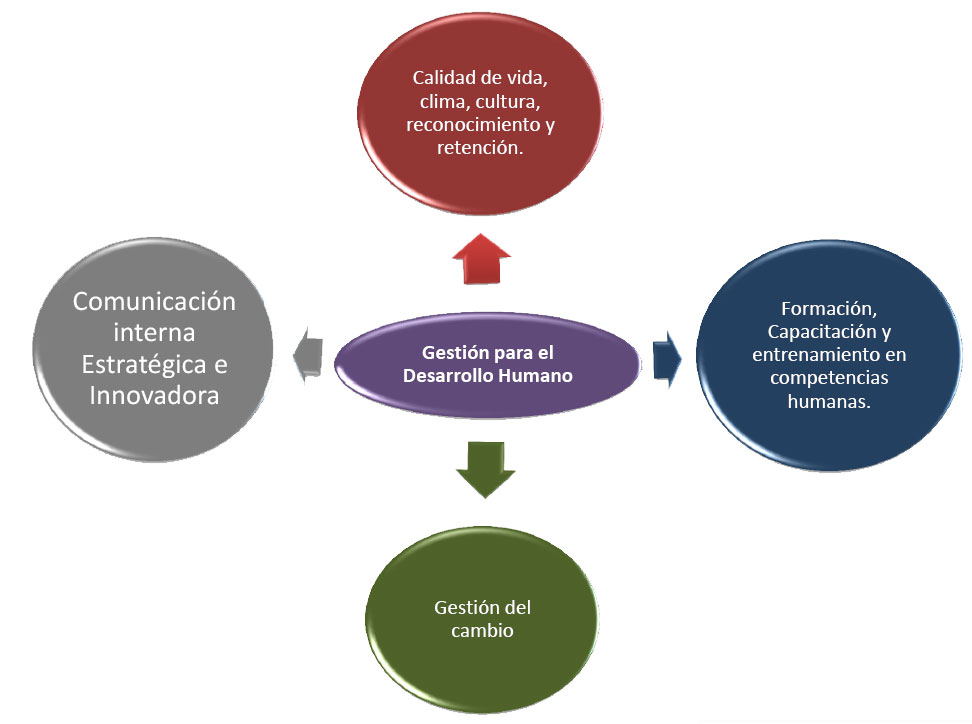 Calidad de vida,
clima, cultura,
reconocimiento y
retención.
Comunicación
interna
Estratégica e
Innovadora
Gestión para el
Desarrollo Humano
Formación,
Capacitación y
entrenamiento en
competencias
humanas.
Gestión del
cambio